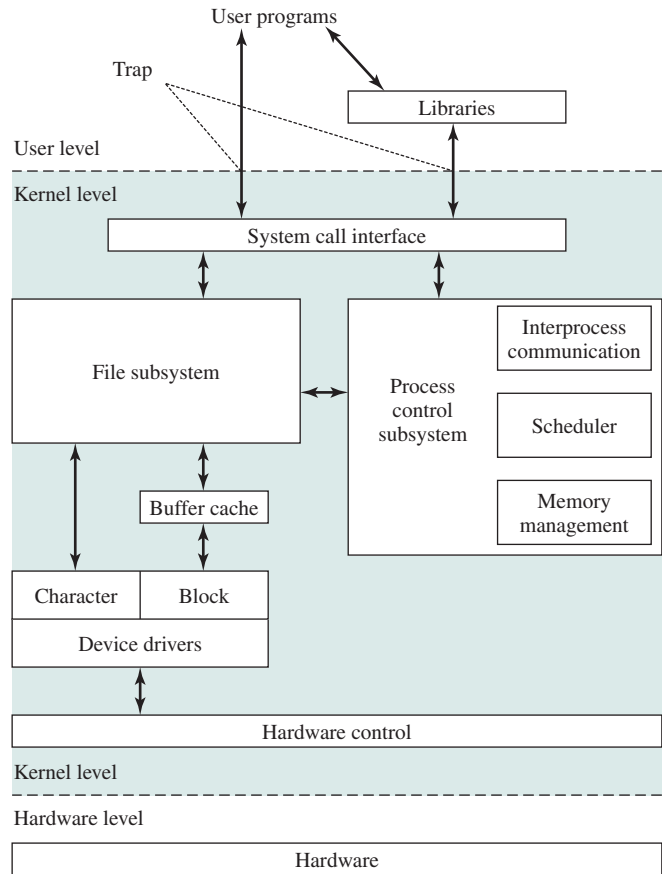 User programs
Trap
Libraries
User level
Kernel level
System call interface
File subsystem
Process
control
subsystem
Interprocess
communication
Scheduler
Memory
management
Buffer cache
Character
Block
Device drivers
Hardware control
Kernel level
Hardware level
Hardware